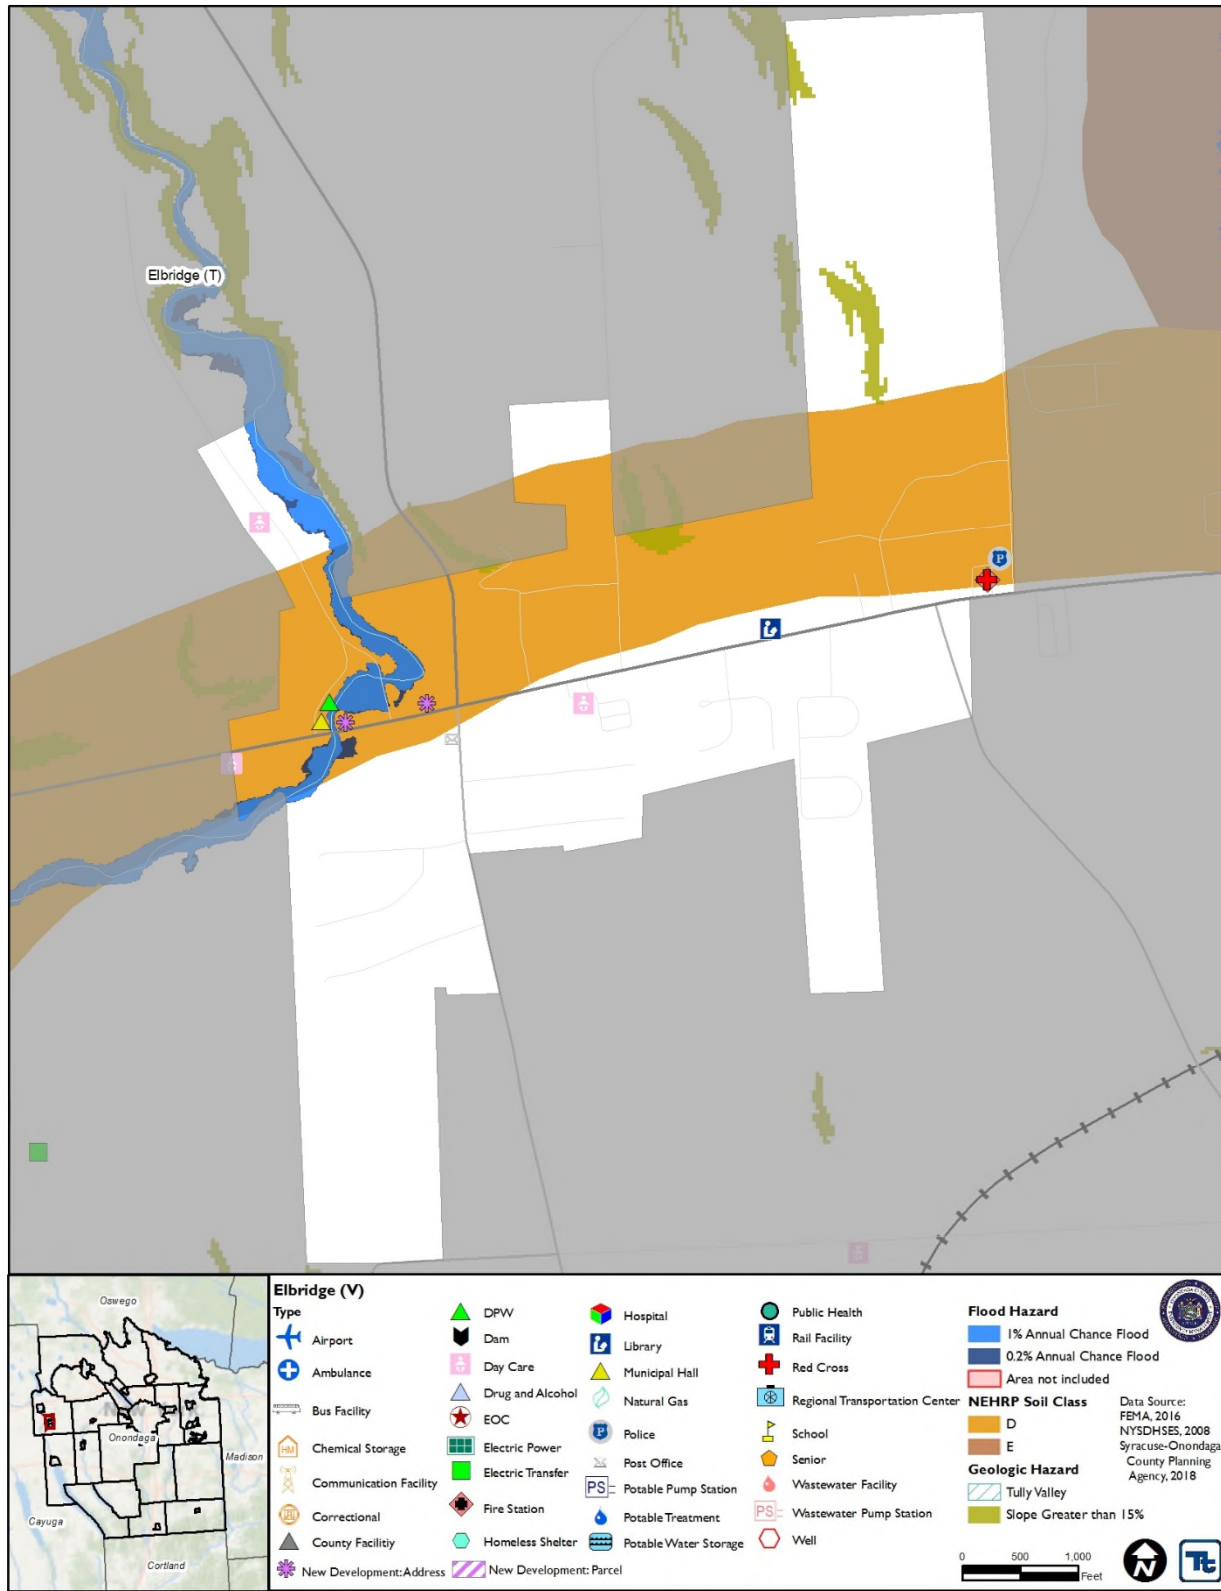 Elbridge (T)
P
P
Oswego
NEW
Onondaga
Madison
Cayuga
Cortland
Elbridge (V)
Type
Airport
Ambulance
Bus Facility
HM Chemical Storage
Communication Facility
Correctional
County Facilitiy
New Development: Address
DPW
Dam
Day Care
Drug and Alcohol
EOC
Electric Power
Electric Transfer
Fire Station
Homeless Shelter
New Development: Parcel
Hospital
Library
Municipal Hall
Natural Gas
P Police
Post Office
PS Potable Pump Station
Potable Treatment
Potable Water Storage
Public Health
Rail Facility
Red Cross
Regional Transportation Center
School
Senior
Wastewater Facility
PS Wastewater Pump Station
Well
Flood Hazard
1% Annual Chance Flood
0.2% Annual Chance Flood
Area not included
NEHRP Soil Class
D
E
Geologic Hazard
Tully Valley
Slope Greater than 15%
Data Source:
FEMA, 2016
NYSDHSES, 2008
Syracuse-Onondaga
County Planning
Agency, 2018
0 500 1,000
Feet
N
Tt